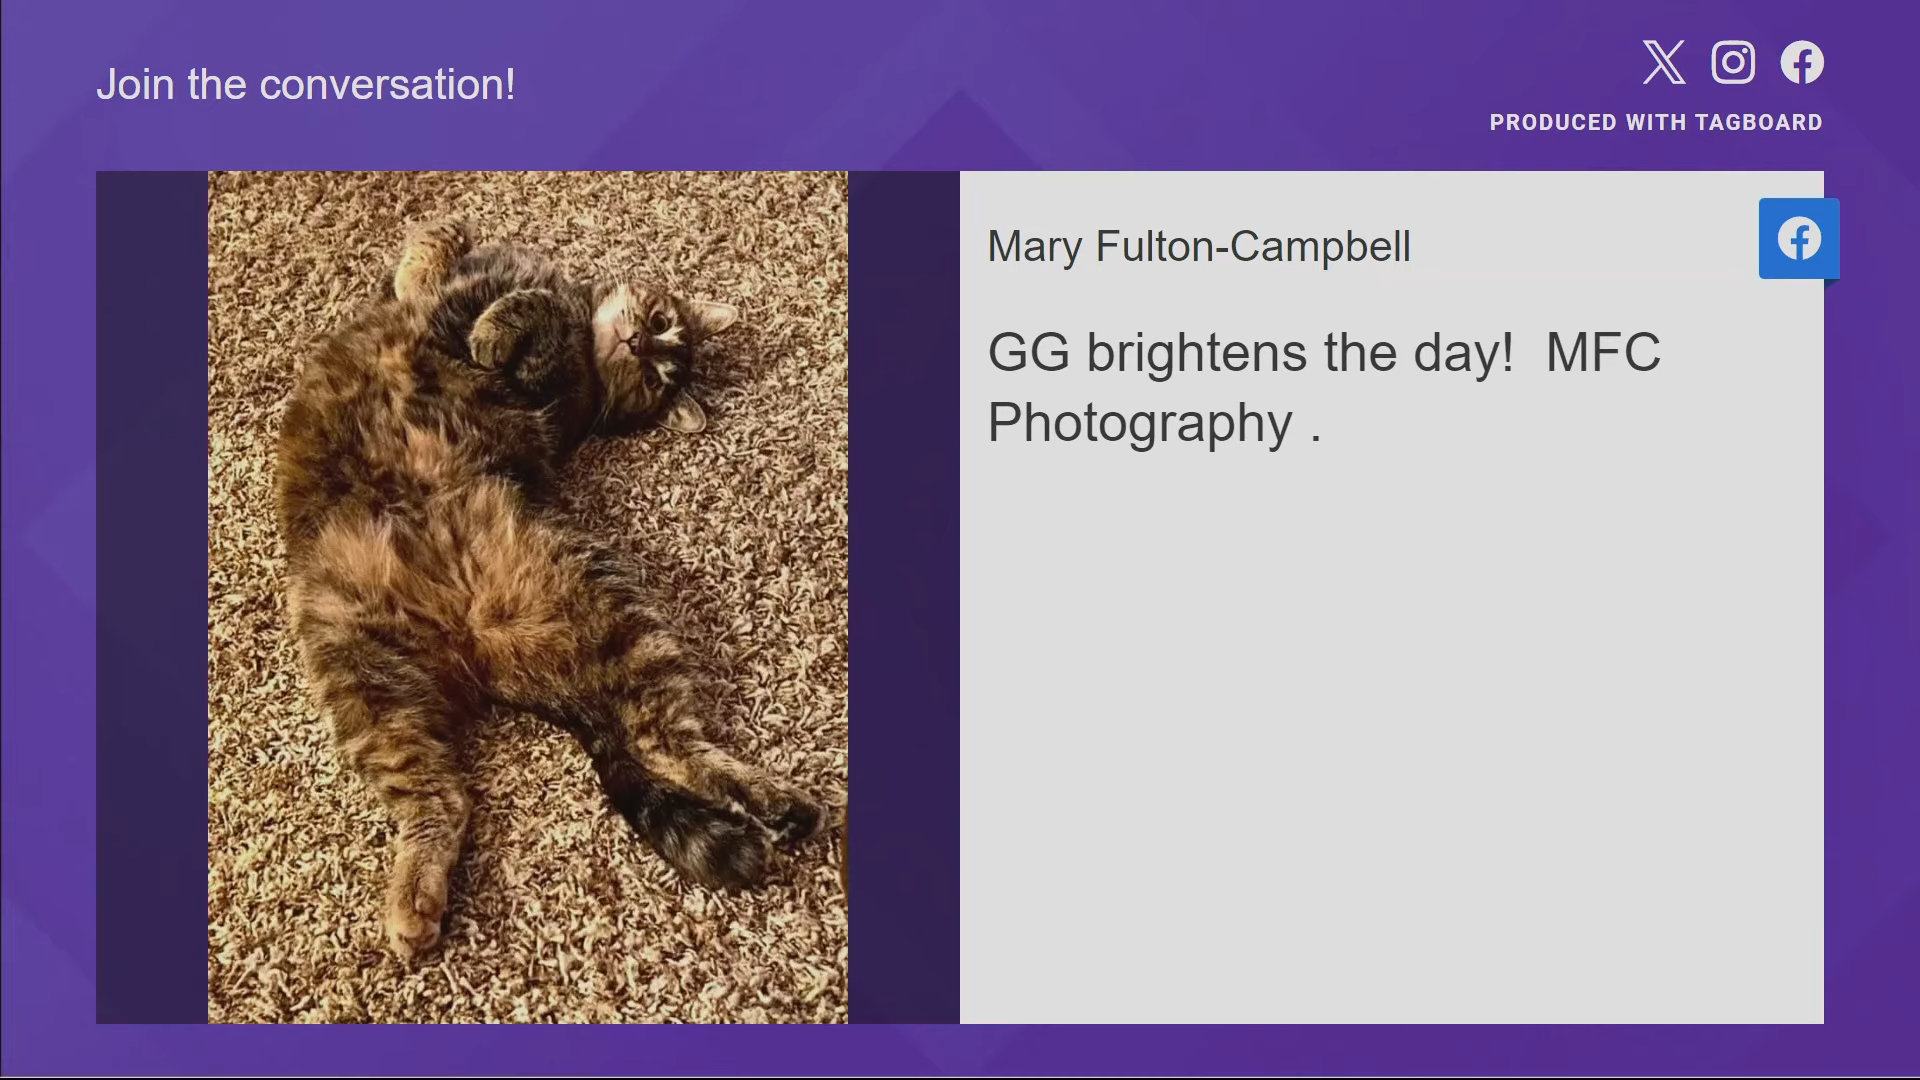 Join the conversation!
PRODUCED WITH TAGBOARD
Mary Fulton-Campbell
GG brightens the day!  MFC
Photography .